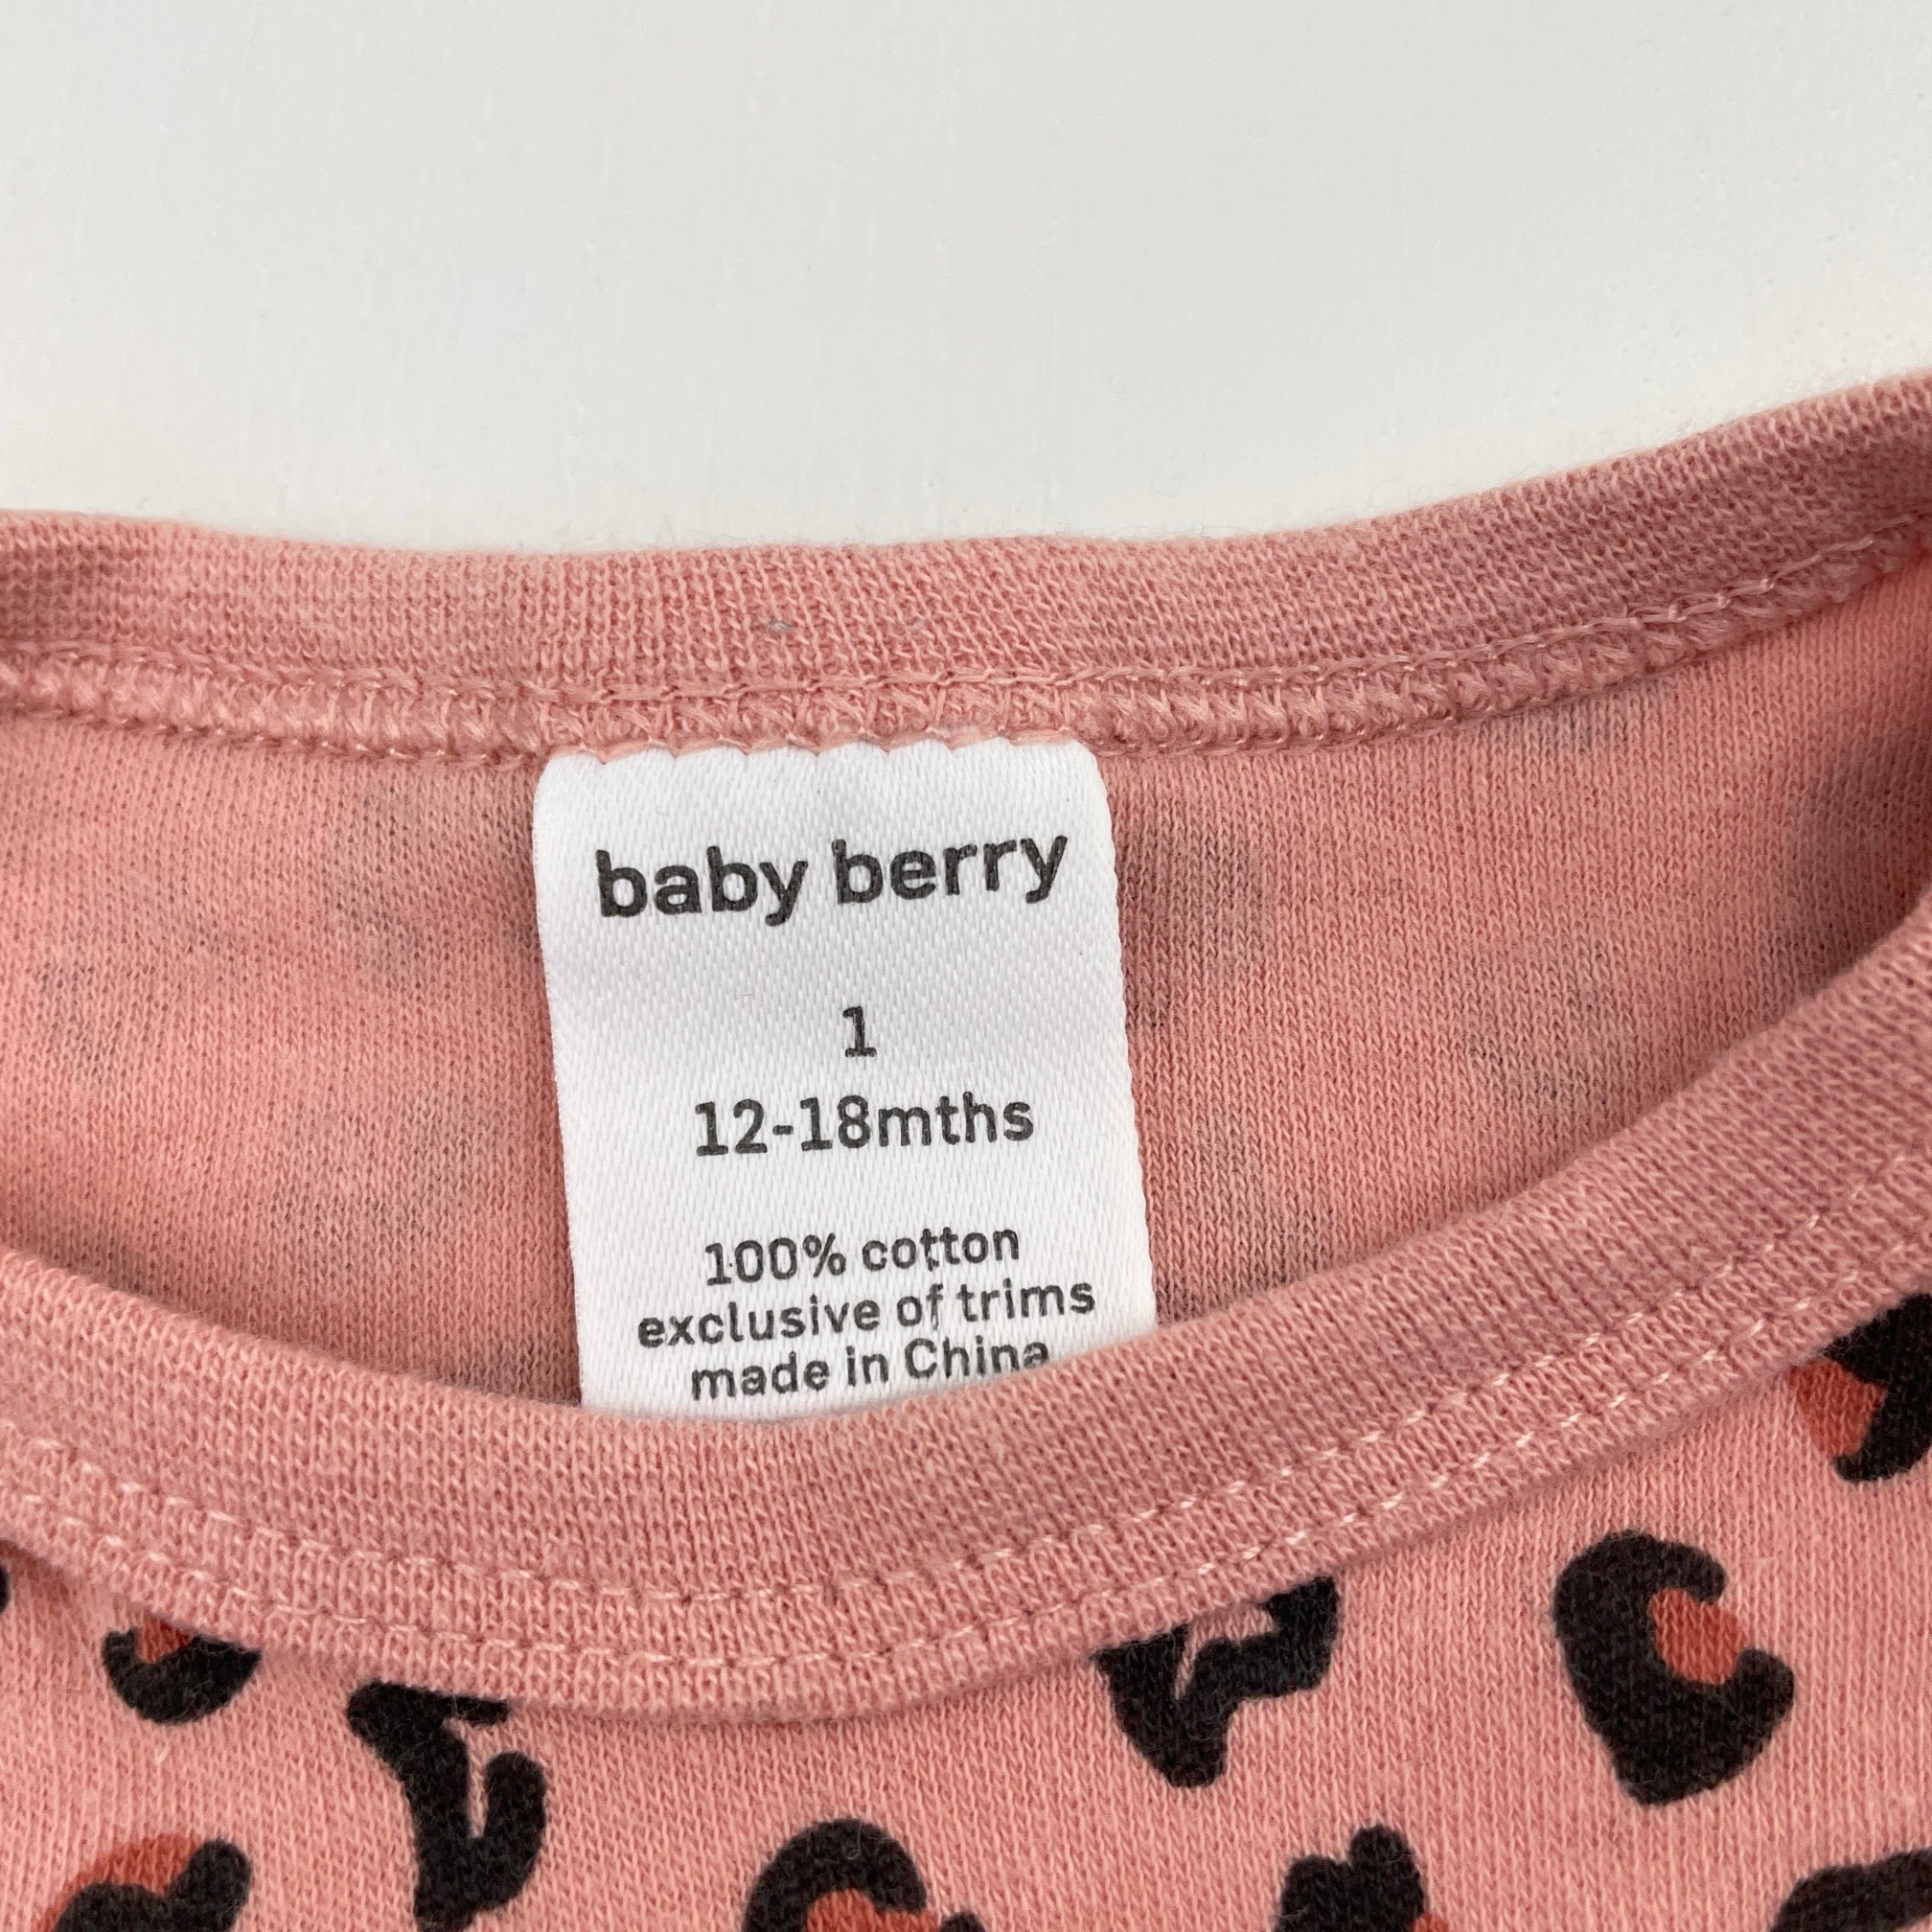 baby berry
1
12-18mths
100% cotton
exclusive of trims
made in China